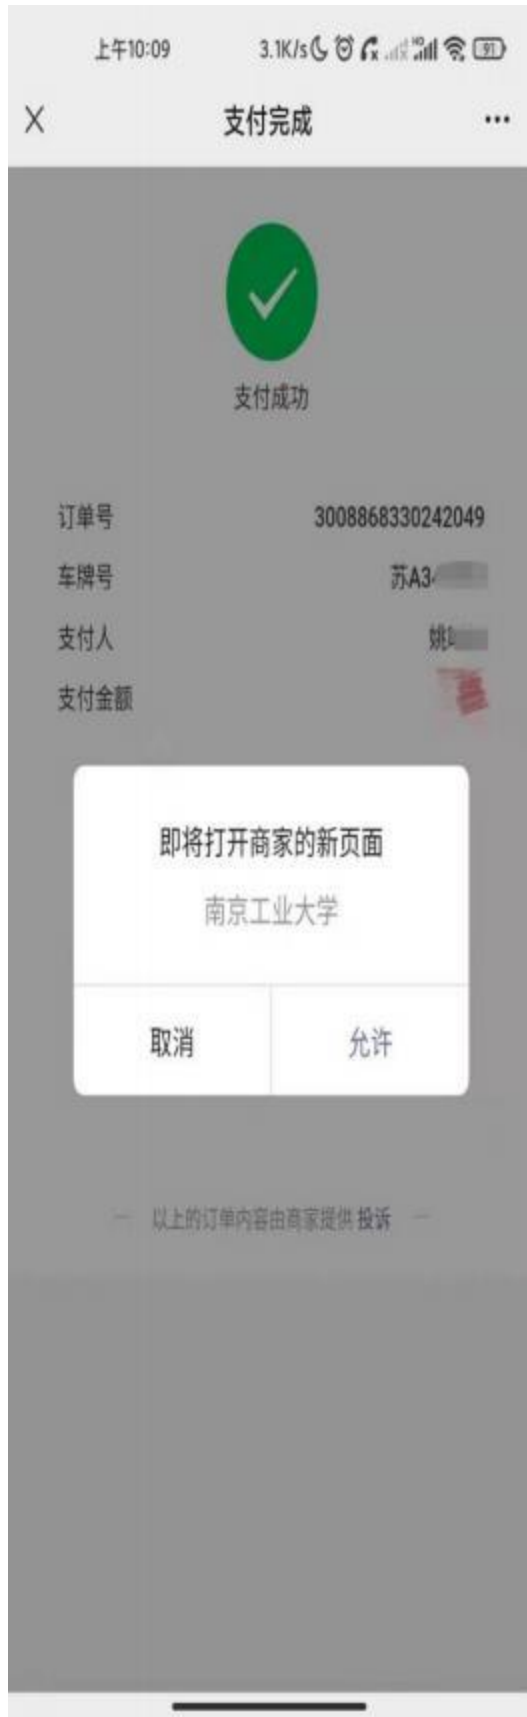 上午10:09 3.1K/s 91
支付完成
支付成功
订单号 3008868330242049
车牌号 苏A3
支付人 姚
支付金额
即将打开商家的新页面
南京工业大学
取消 允许
以上的订单内容由商家提供 投诉